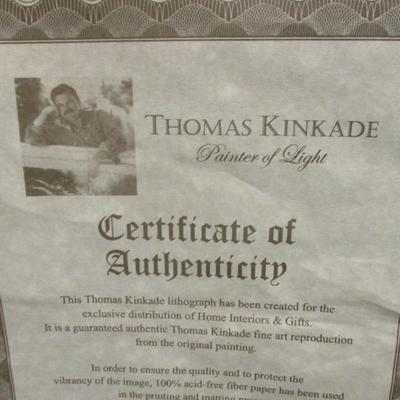 THOMAS KINKADE
Painter of Light
Certificate of
Authenticity
This Thomas Kinkade lithograph has been created for the
exclusive distribution of Home Interiors & Gifts.
It is a guaranteed authentic Thomas Kinkade fine art reproduction
from the original painting.
In order to ensure the quality and to protect the
vibrancy of the image, 100% acid-free fiber paper has been used
in the printing and matting